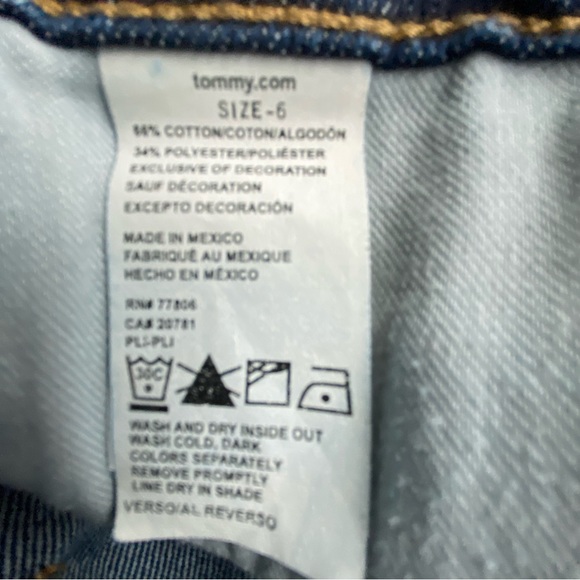 tommy.com
SIZE-6
66% COTTON/COTON/ALGODÓN
34% POLYESTER/POLIÉSTER
EXCLUSIVE OF DECORATION
SAUF DÉCORATION
EXCEPTO DECORACIÓN
MADE IN MEXICO
FABRIQUÉ AU MEXIQUE
HECHO EN MÉXICO
RN# 77806
CA# 20781
PLI-PLI
30C
WASH AND DRY INSIDE OUT
WASH COLD, DARK
COLORS SEPARATELY
REMOVE PROMPTLY
LINE DRY IN SHADE
VERSO/AL REVERSO